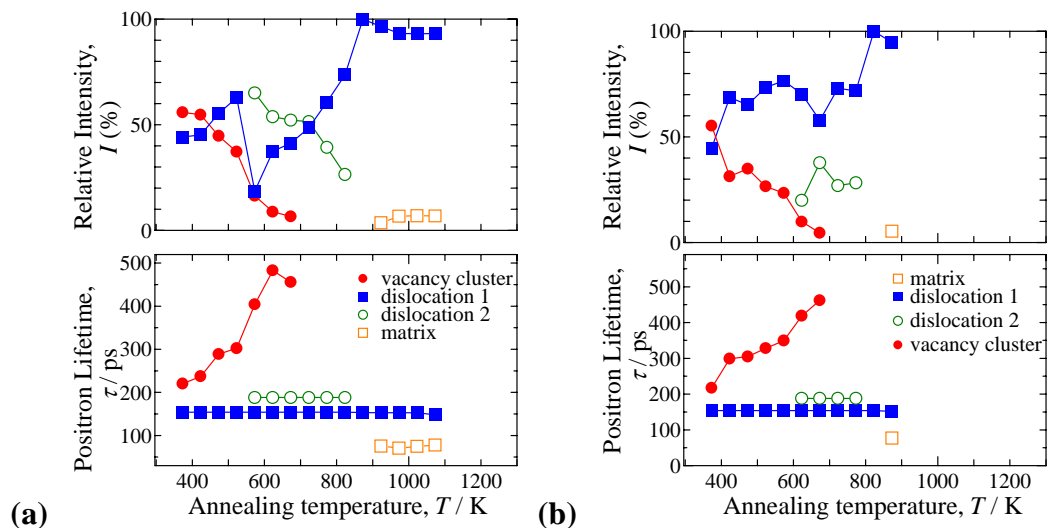 Relative Intensity,
I (%)
100
50
0
Positron Lifetime,
τ / ps
500
400
300
200
100
vacancy cluster
dislocation 1
dislocation 2
matrix
400 600 800 1000 1200
Annealing temperature, T / K
(a)
Relative Intensity,
I (%)
100
50
0
Positron Lifetime,
τ / ps
500
400
300
200
100
0
matrix
dislocation 1
dislocation 2
vacancy cluster
400 600 800 1000 1200
Annealing temperature, T / K
(b)